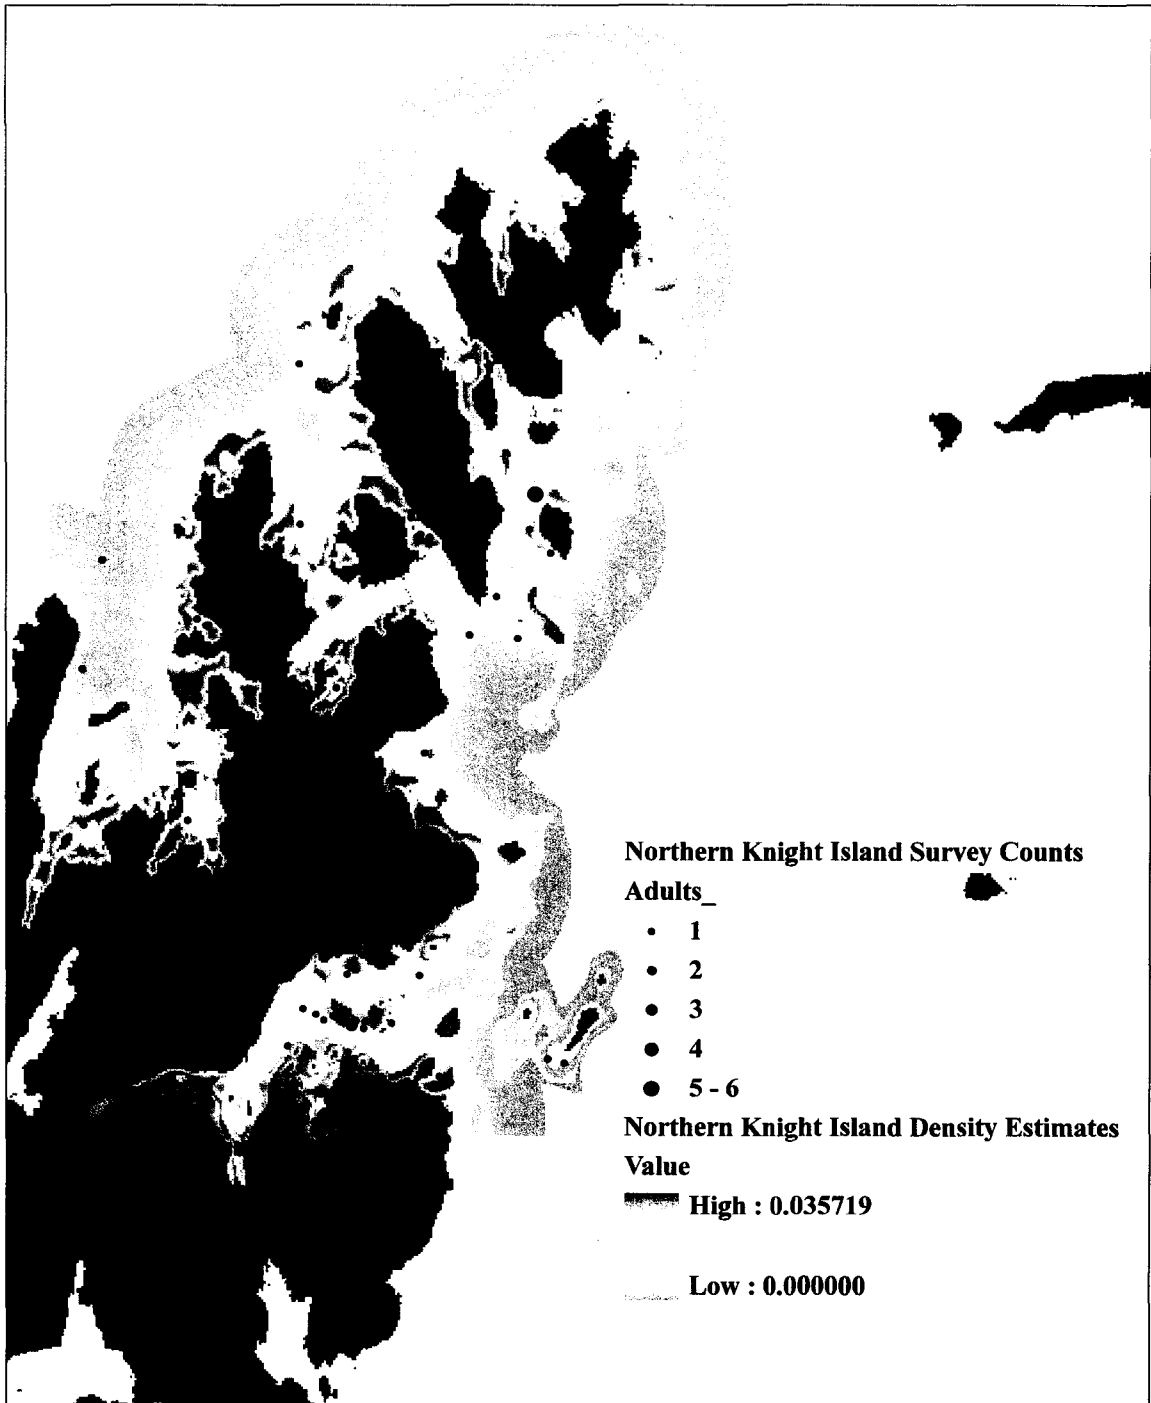 Northern Knight Island Survey Counts
Adults_
1
2
3
4
5 - 6
Northern Knight Island Density Estimates
Value
High : 0.035719
Low : 0.000000